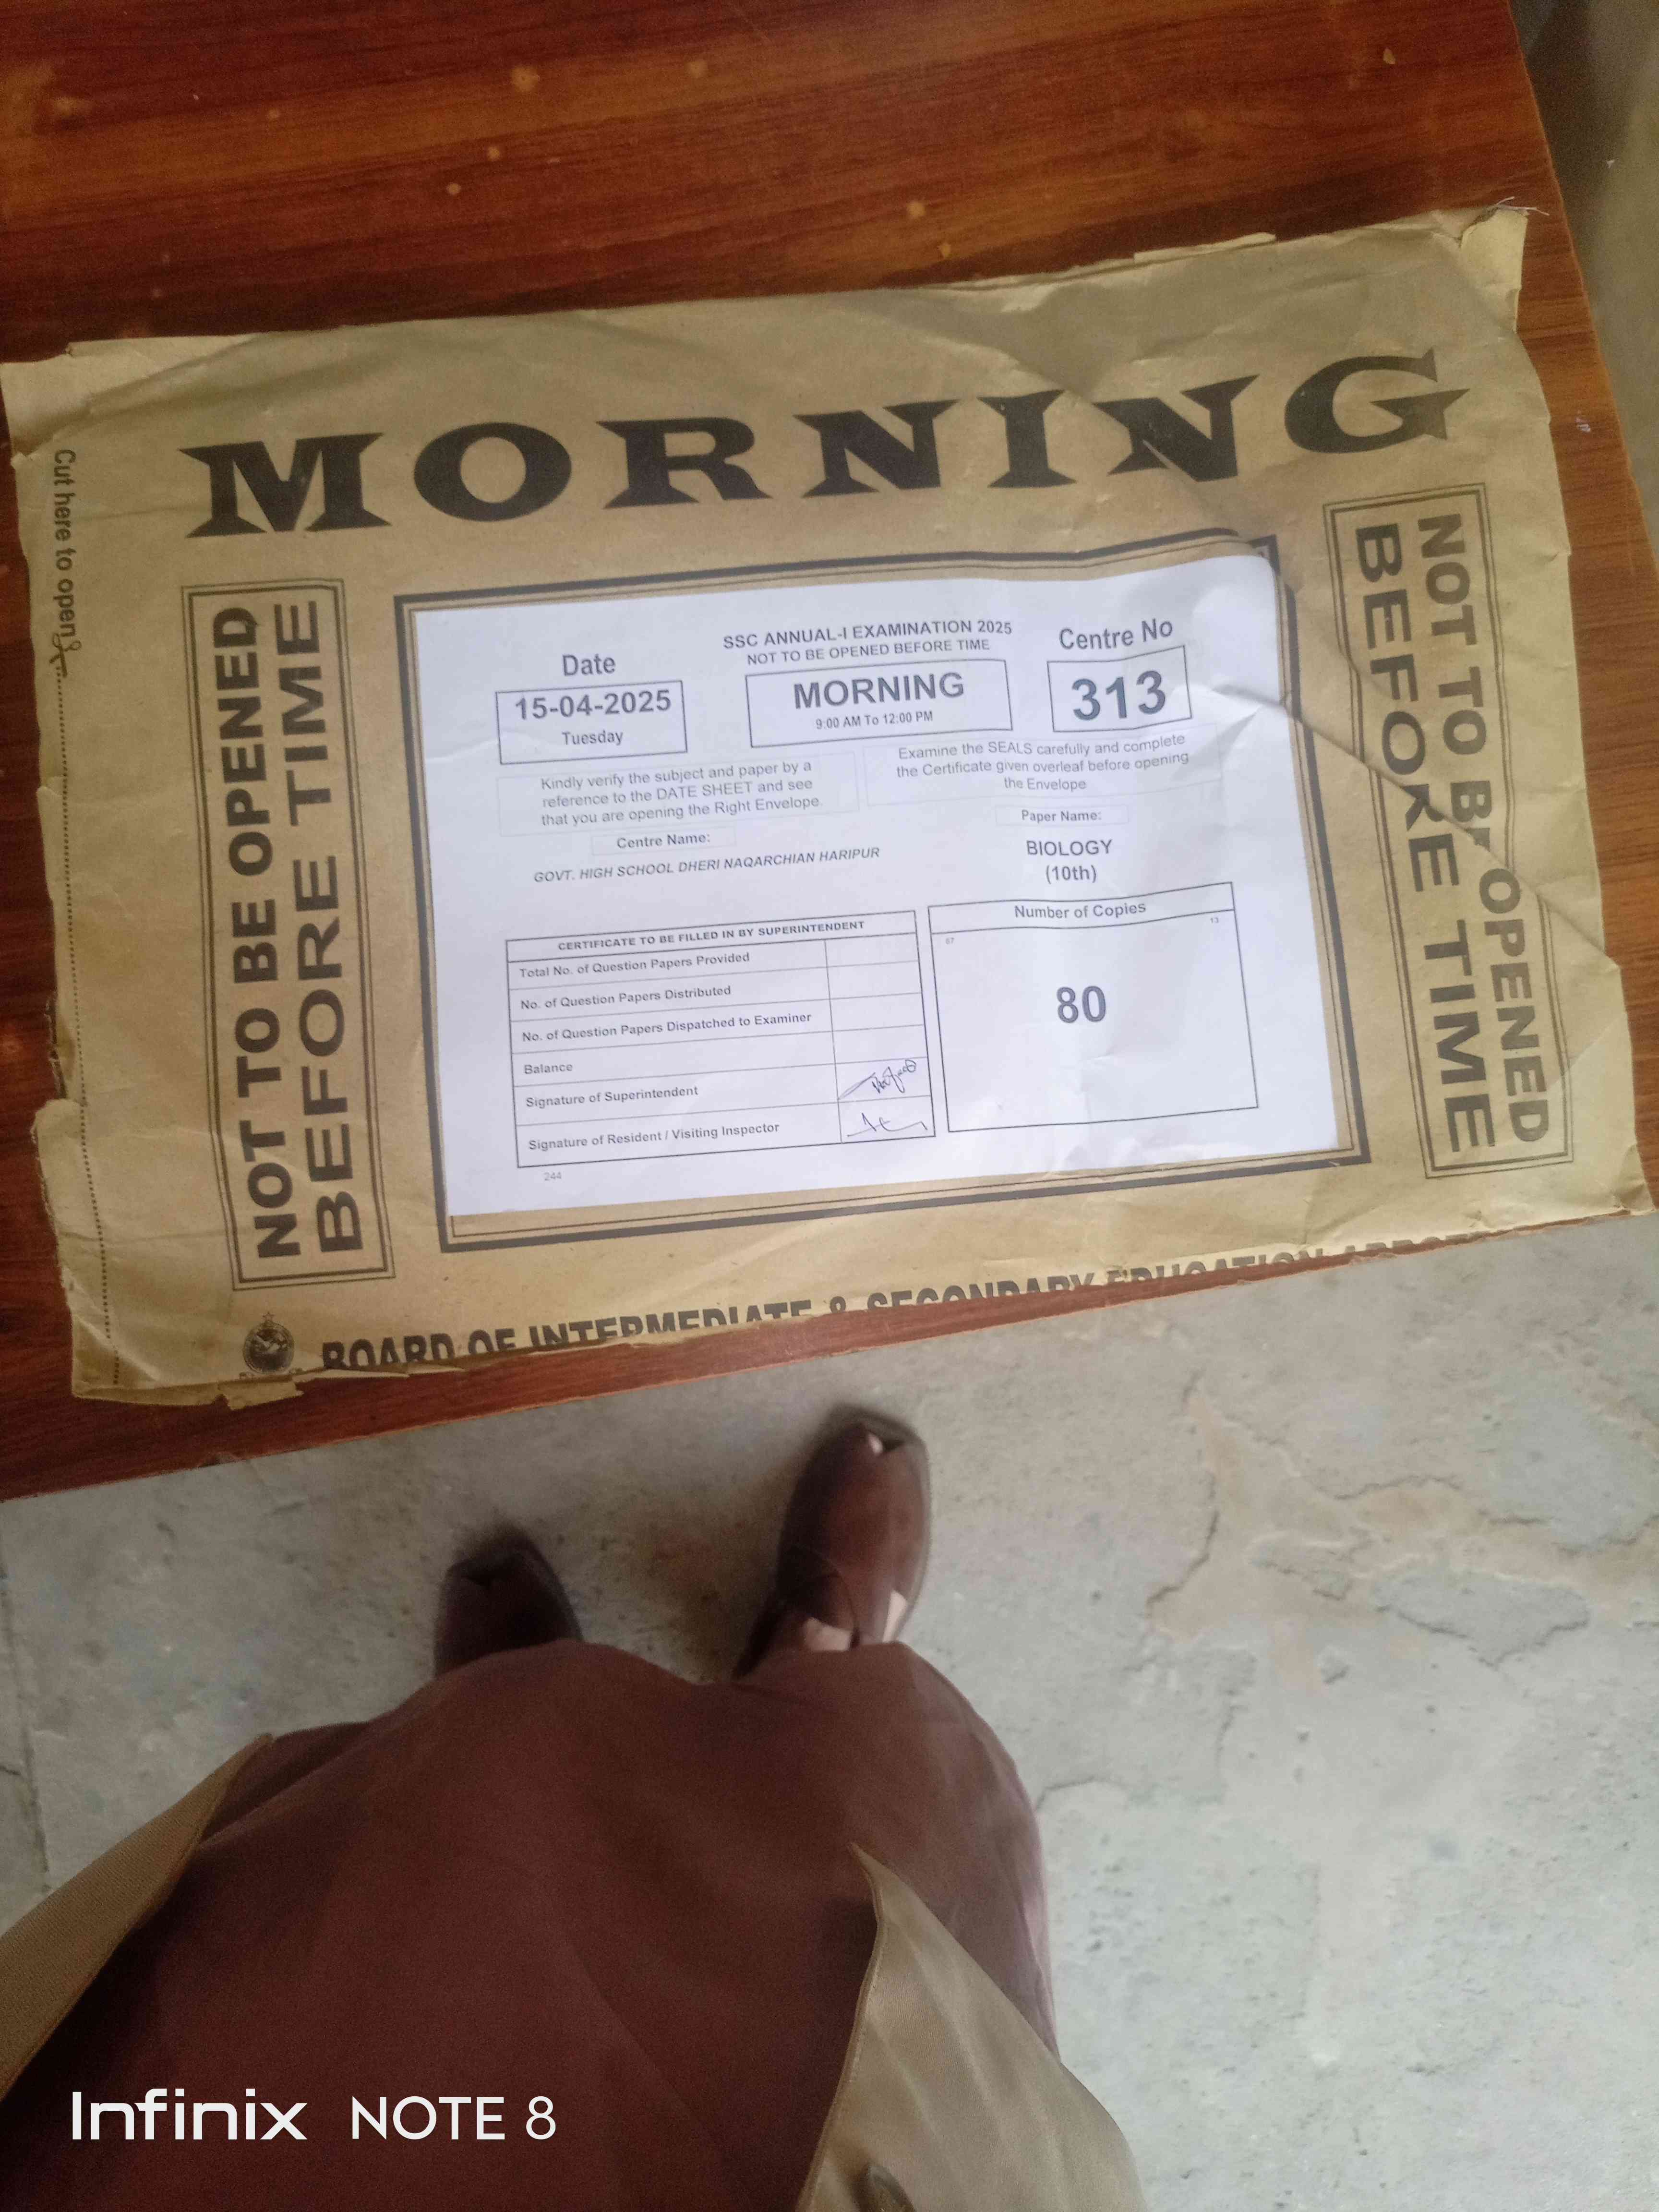 MORNING
Cut here to open
NOT TO BE OPENED
BEFORE TIME
SSC ANNUAL-I EXAMINATION 2025
NOT TO BE OPENED BEFORE TIME
Date
15-04-2025
Tuesday
MORNING
9:00 AM To 12:00 PM
Centre No
313
Kindly verify the subject and paper by a
reference to the DATE SHEET and see
that you are opening the Right Envelope.
Examine the SEALS carefully and complete
the Certificate given overleaf before opening
the Envelope
Centre Name:
GOVT. HIGH SCHOOL DHERI NAQARCHIAN HARIPUR
Paper Name:
BIOLOGY
(10th)
CERTIFICATE TO BE FILLED IN BY SUPERINTENDENT
Total No. of Question Papers Provided
No. of Question Papers Distributed
No. of Question Papers Dispatched to Examiner
Balance
Signature of Superintendent
Signature of Resident / Visiting Inspector
244
Number of Copies
13
80
NOT TO BE OPENED
BEFORE TIME
BOARD OF INTERMEDIATE & SECONDARY EDUCATION
Infinix NOTE 8